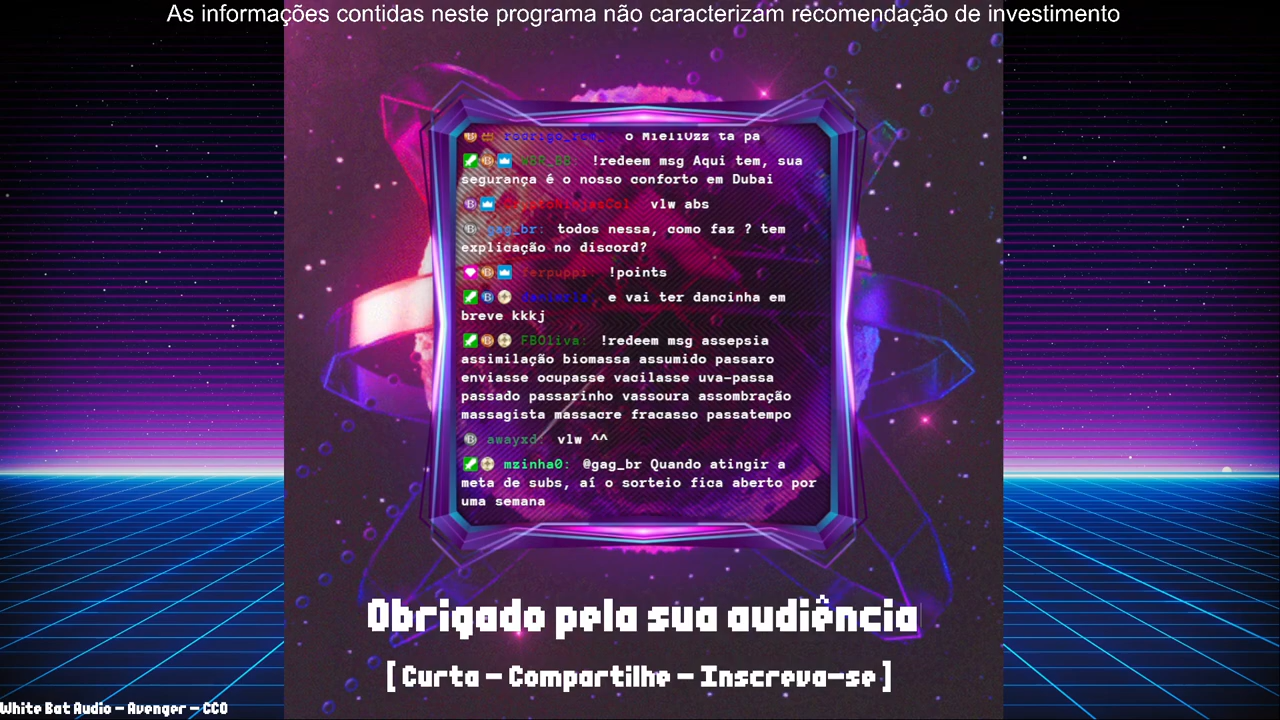 As informações contidas neste programa não caracterizam recomendação de investimento
o MieliOzz ta pa
!redeem msg Aqui tem, sua
segurança é o nosso conforto em Dubai
vlw abs
gag_br: todos nessa, como faz ? tem
explicação no discord?
ferpuppi: !points
e vai ter dancinha em
breve kkkj
FBOliva: !redeem msg assepsia
assimilação biomassa assumido passaro
enviasse ocupasse vacilasse uva-passa
passado passarinho vassoura assombração
massagista massacre fracasso passatempo
awayxd: vlw ^^
mzinha0: @gag_br Quando atingir a
meta de subs, aí o sorteio fica aberto por
uma semana
Obrigado pela sua audiência
[ Curta - Compartilhe - Inscreva-se ]
White Bat Audio - Avenger - CC0